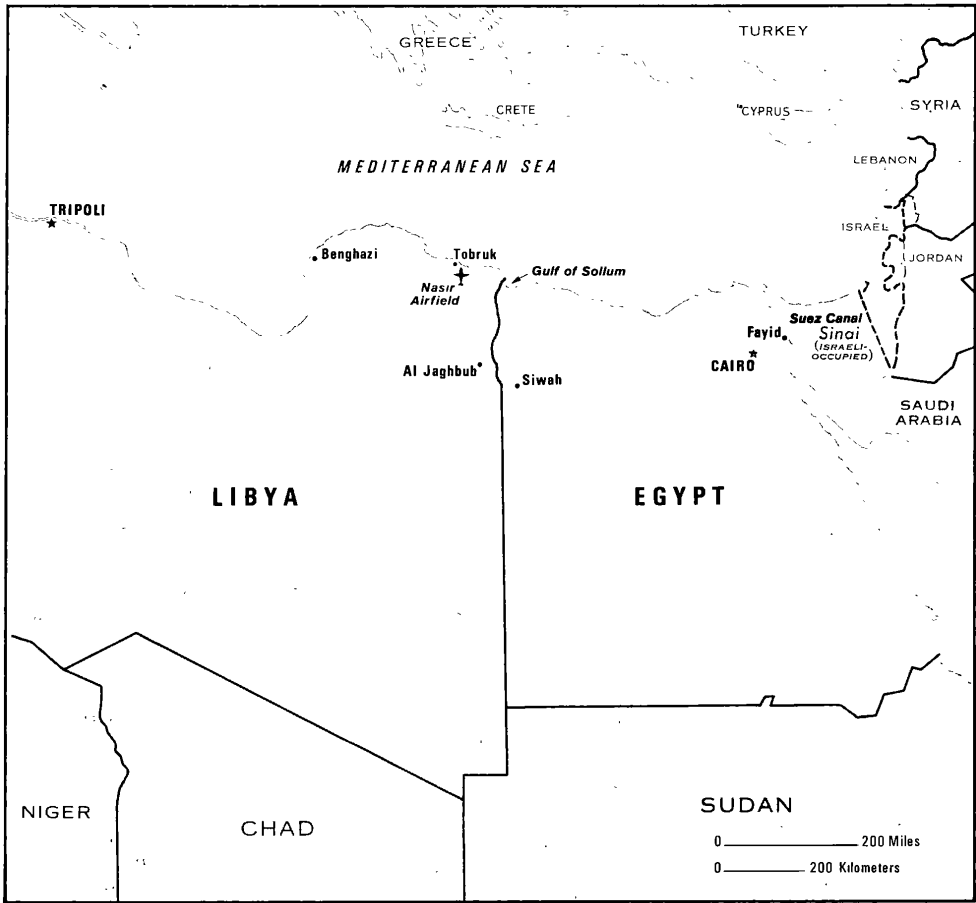 GREECE
TURKEY
CRETE
CYPRUS
SYRIA
MEDITERRANEAN SEA
LEBANON
TRIPOLI
ISRAEL
Benghazi
Tobruk
JORDAN
Gulf of Sollum
Nasir
Airfield
Suez Canal
Fayid
Sinai
(ISRAELI-
OCCUPIED)
CAIRO
Al Jaghbub
Siwah
SAUDI
ARABIA
LIBYA
EGYPT
NIGER
CHAD
SUDAN
0 200 Miles
0 200 Kilometers